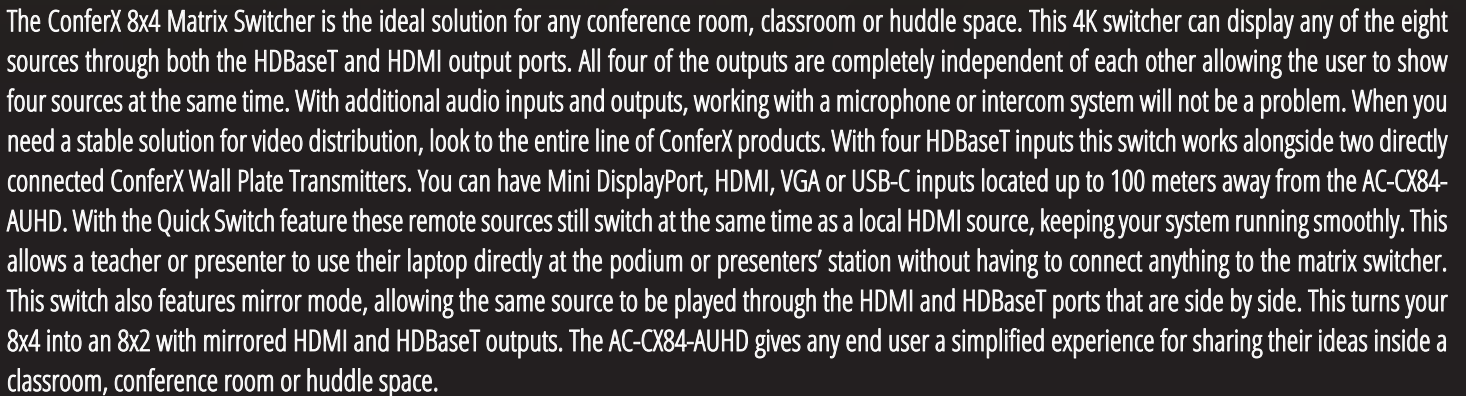 The ConferX 8x4 Matrix Switcher is the ideal solution for any conference room, classroom or huddle space. This 4K switcher can display any of the eight
sources through both the HDBaseT and HDMI output ports. All four of the outputs are completely independent of each other allowing the user to show
four sources at the same time. With additional audio inputs and outputs, working with a microphone or intercom system will not be a problem. When you
need a stable solution for video distribution, look to the entire line of ConferX products. With four HDBaseT inputs this switch works alongside two directly
connected ConferX Wall Plate Transmitters. You can have Mini DisplayPort, HDMI, VGA or USB-C inputs located up to 100 meters away from the AC-CX84-
AUHD. With the Quick Switch feature these remote sources still switch at the same time as a local HDMI source, keeping your system running smoothly. This
allows a teacher or presenter to use their laptop directly at the podium or presenters’ station without having to connect anything to the matrix switcher.
This switch also features mirror mode, allowing the same source to be played through the HDMI and HDBaseT ports that are side by side. This turns your
8x4 into an 8x2 with mirrored HDMI and HDBaseT outputs. The AC-CX84-AUHD gives any end user a simplified experience for sharing their ideas inside a
classroom, conference room or huddle space.